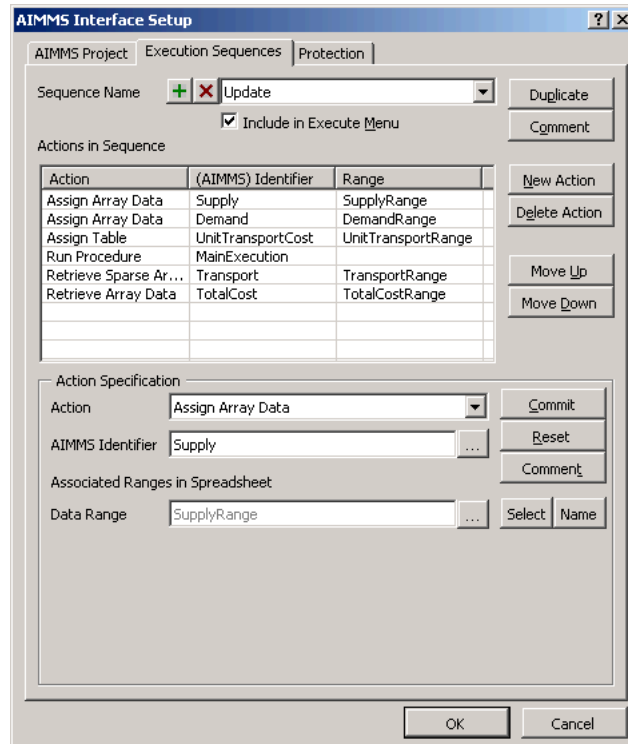 AIMMS Interface Setup
AIMMS Project Execution Sequences Protection
Sequence Name Update Duplicate
Include in Execute Menu Comment
Actions in Sequence
Action (AIMMS) Identifier Range New Action
Assign Array Data Supply SupplyRange
Assign Array Data Demand DemandRange Delete Action
Assign Table UnitTransportCost UnitTransportRange
Run Procedure MainExecution
Retrieve Sparse Ar... Transport TransportRange Move Up
Retrieve Array Data TotalCost TotalCostRange Move Down
Action Specification
Action Assign Array Data Commit
AIMMS Identifier Supply ... Reset
Comment
Associated Ranges in Spreadsheet
Data Range SupplyRange ... Select Name
OK Cancel